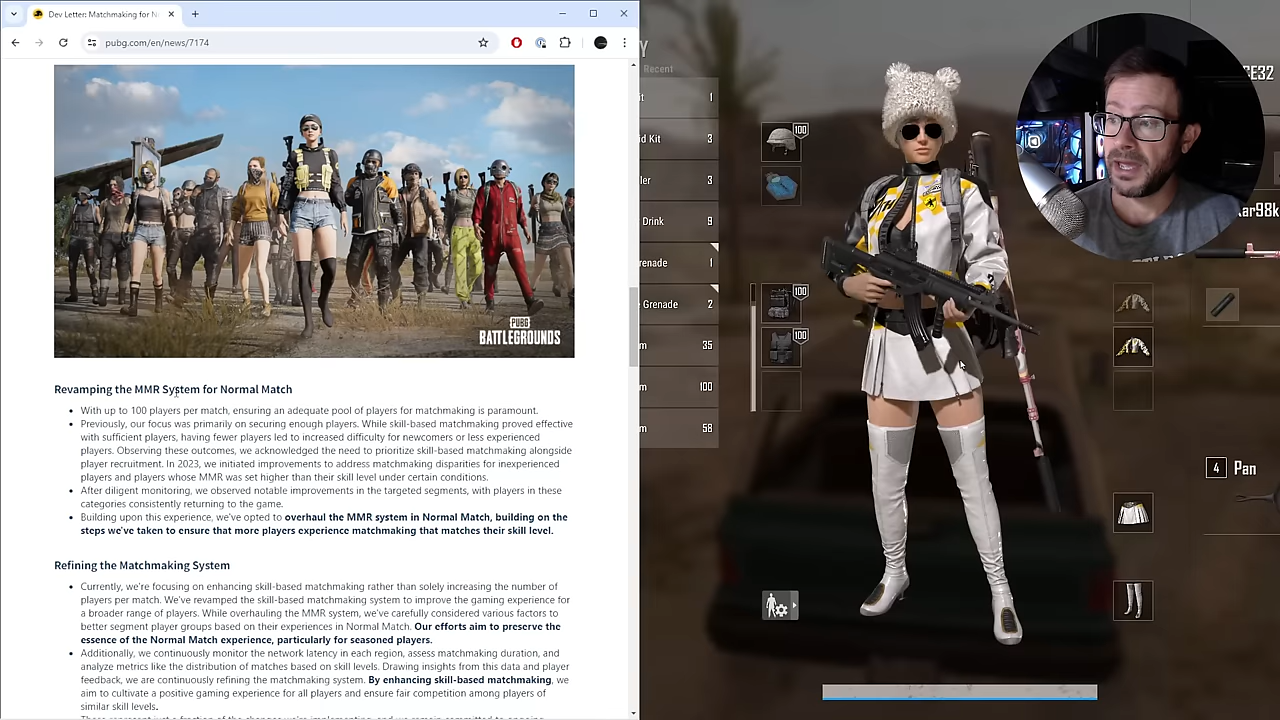 Dev Letter: Matchmaking for N
pubg.com/en/news/7174
PUBG
BATTLEGROUNDS
Revamping the MMR System for Normal Match
• With up to 100 players per match, ensuring an adequate pool of players for matchmaking is paramount.
• Previously, our focus was primarily on securing enough players. While skill-based matchmaking proved effective
with sufficient players, having fewer players led to increased difficulty for newcomers or less experienced
players. Observing these outcomes, we acknowledged the need to prioritize skill-based matchmaking alongside
player recruitment. In 2023, we initiated improvements to address matchmaking disparities for inexperienced
players and players whose MMR was set higher than their skill level under certain conditions.
• After diligent monitoring, we observed notable improvements in the targeted segments, with players in these
categories consistently returning to the game.
• Building upon this experience, we've opted to overhaul the MMR system in Normal Match, building on the
steps we've taken to ensure that more players experience matchmaking that matches their skill level.
Refining the Matchmaking System
• Currently, we're focusing on enhancing skill-based matchmaking rather than solely increasing the number of
players per match. We've revamped the skill-based matchmaking system to improve the gaming experience for
a broader range of players. While overhauling the MMR system, we've carefully considered various factors to
better segment player groups based on their experiences in Normal Match. Our efforts aim to preserve the
essence of the Normal Match experience, particularly for seasoned players.
• Additionally, we continuously monitor the network latency in each region, assess matchmaking duration, and
analyze metrics like the distribution of matches based on skill levels. Drawing insights from this data and player
feedback, we are continuously refining the matchmaking system. By enhancing skill-based matchmaking, we
aim to cultivate a positive gaming experience for all players and ensure fair competition among players of
similar skill levels.
Y
Recent
t 1
d Kit 3
ler 3
Drink 9
renade 1
Grenade 2
m 35
m 100
m 58
100
100
100
CE32
Kar98k
4 Pan